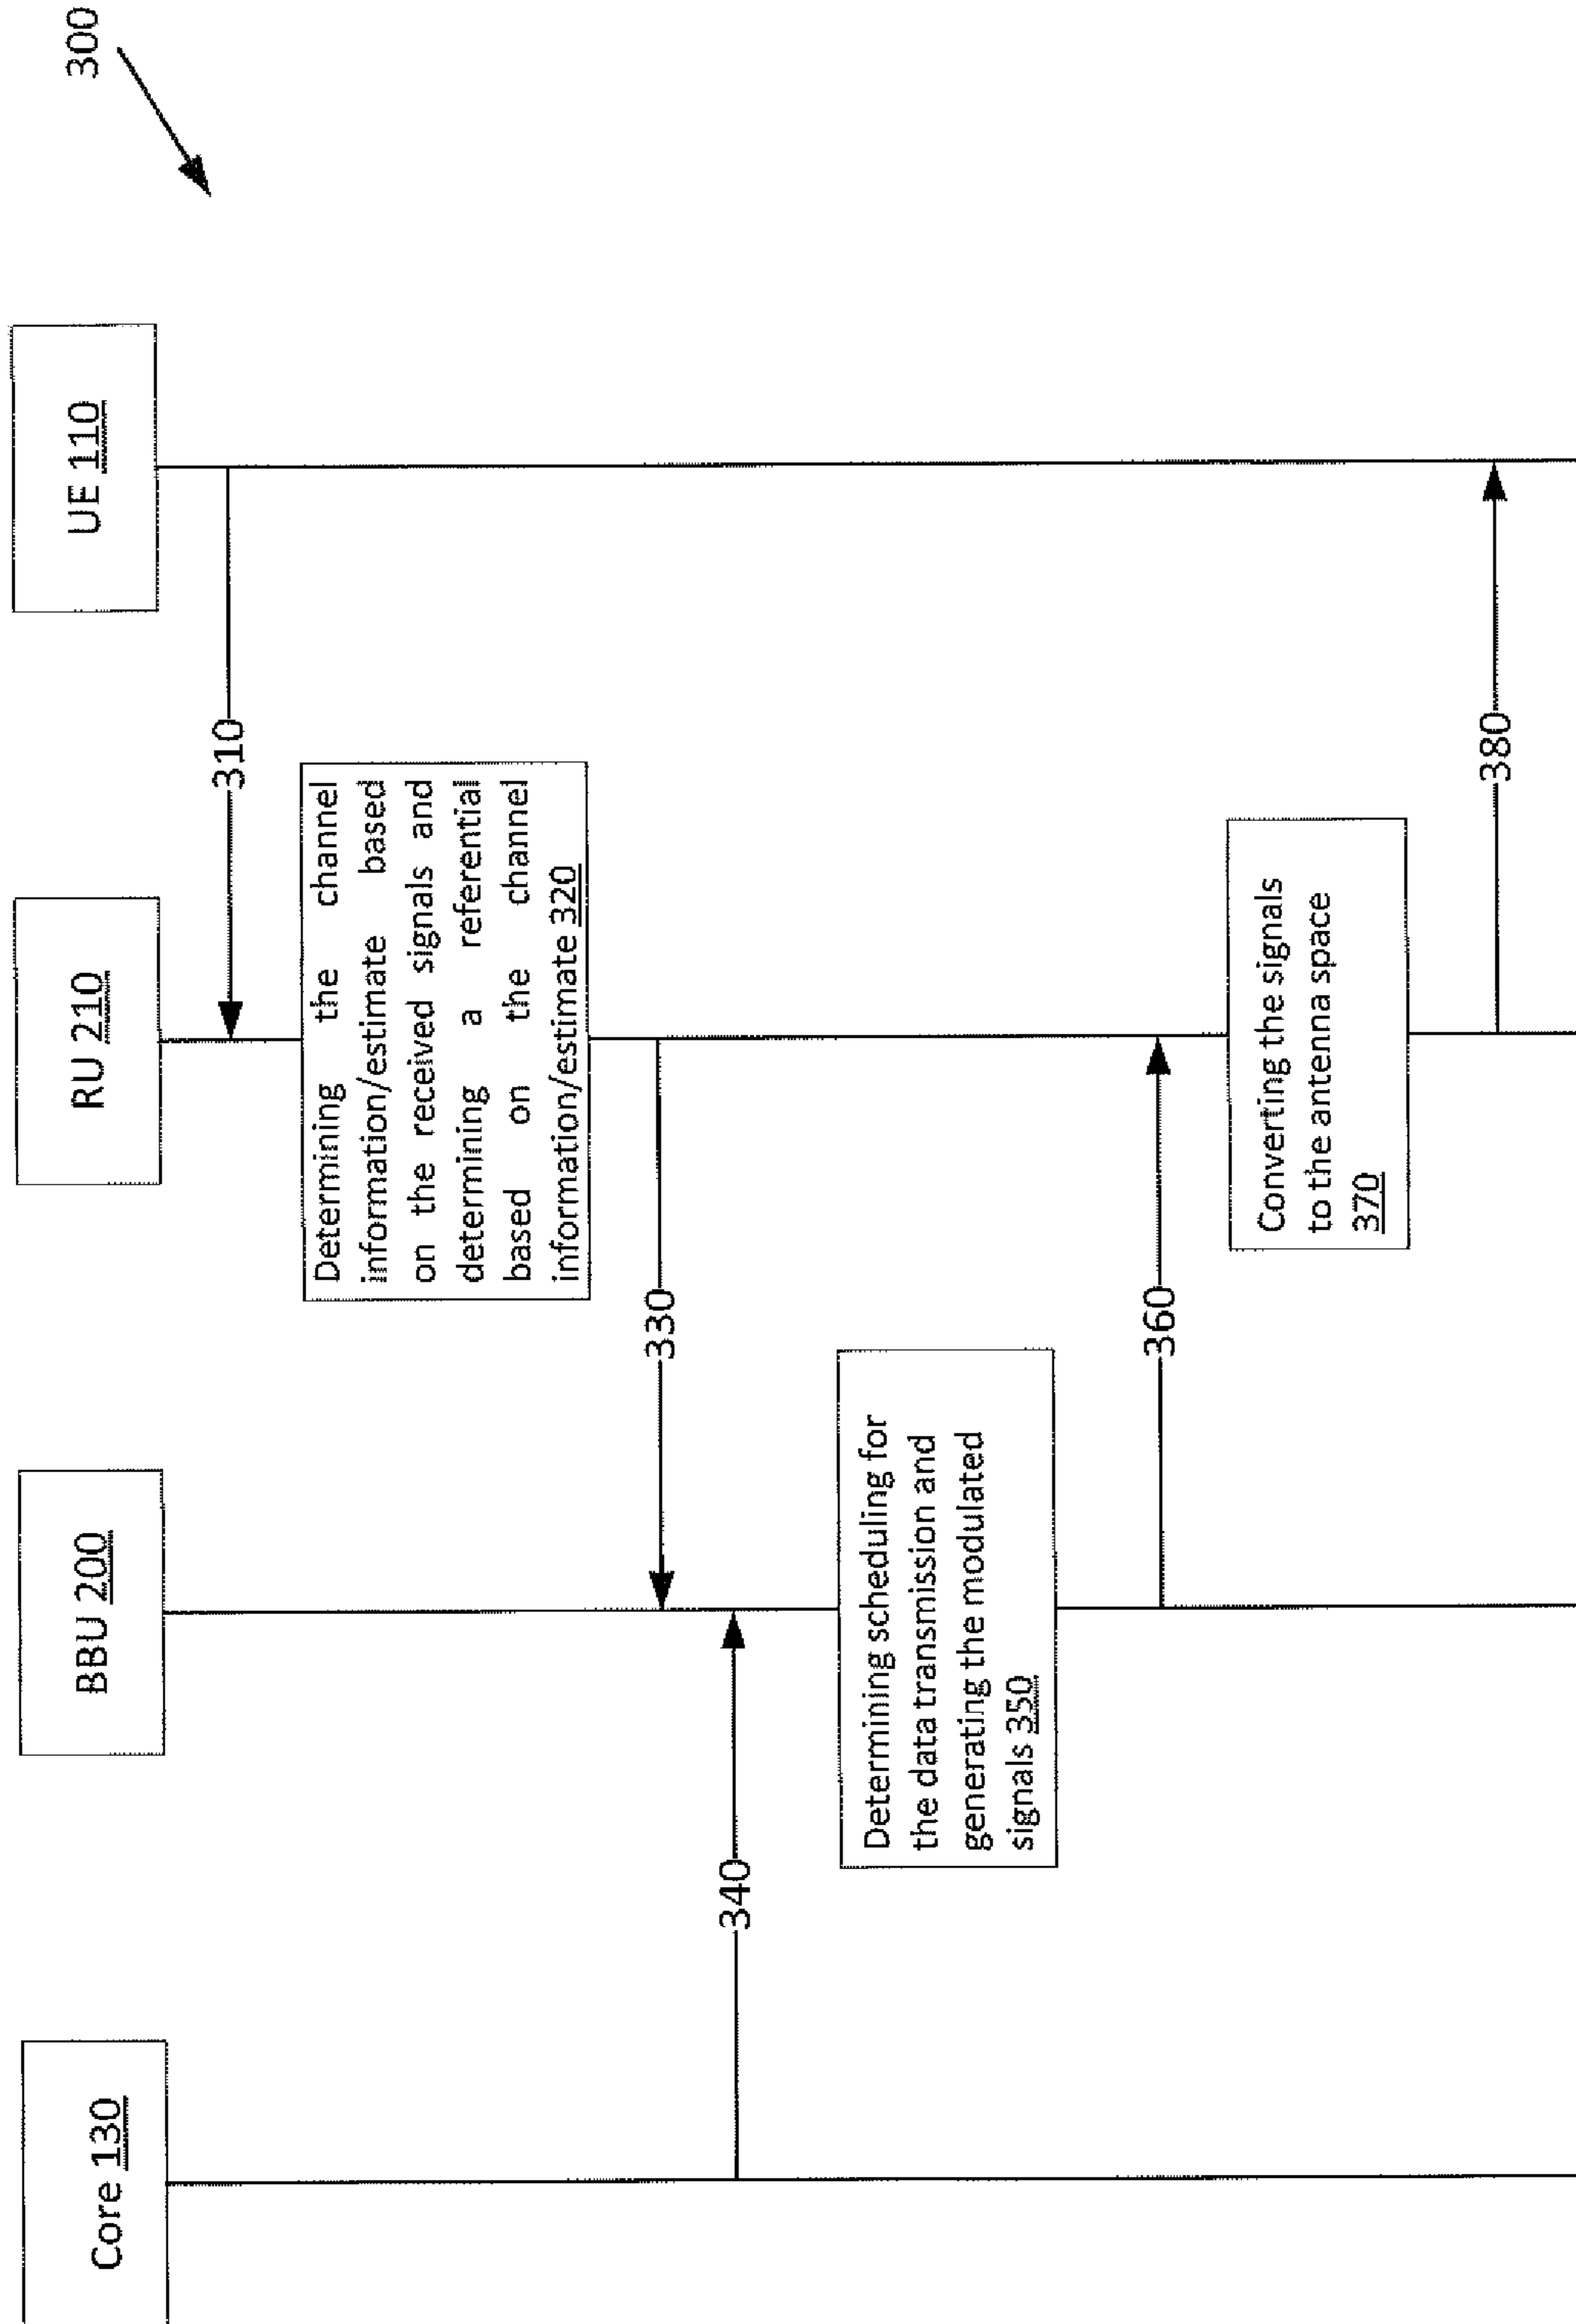 300
Core 130
BBU 200
RU 210
UE 110
310
Determining the channel
information/estimate based
on the received signals and
determining a referential
based on the channel
information/estimate 320
330
340
Determining scheduling for
the data transmission and
generating the modulated
signals 350
360
Converting the signals
to the antenna space
370
380